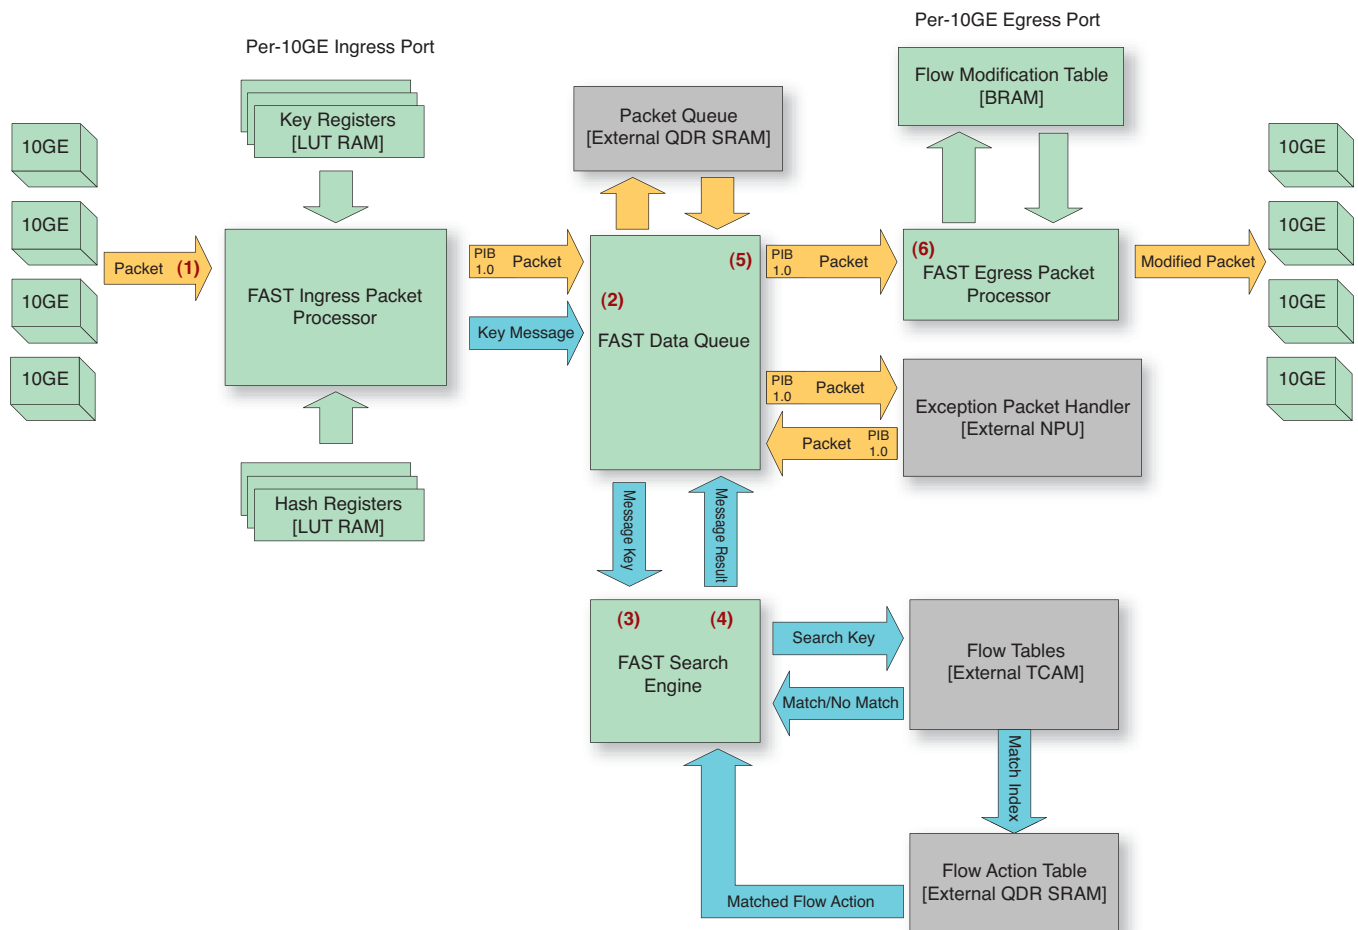 Per-10GE Ingress Port
Per-10GE Egress Port
Key Registers
[LUT RAM]
Packet Queue
[External QDR SRAM]
Flow Modification Table
[BRAM]
10GE
10GE
10GE
10GE
Packet (1)
FAST Ingress Packet
Processor
Hash Registers
[LUT RAM]
PIB
1.0
Packet
Key Message
(2)
(5)
FAST Data Queue
PIB
1.0
Packet
(6)
FAST Egress Packet
Processor
Modified Packet
10GE
10GE
10GE
10GE
PIB
1.0
Packet
Packet
PIB
1.0
Exception Packet Handler
[External NPU]
Message Key
Message Result
(3)
(4)
FAST Search
Engine
Search Key
Match/No Match
Flow Tables
[External TCAM]
Match Index
Flow Action Table
[External QDR SRAM]
Matched Flow Action